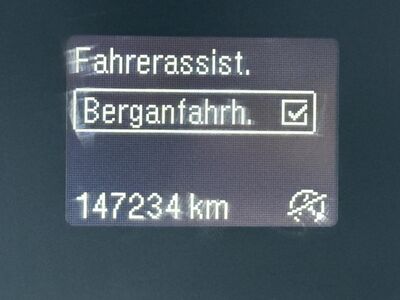 Fahrerassist.
Berganfahrh.
147234 km